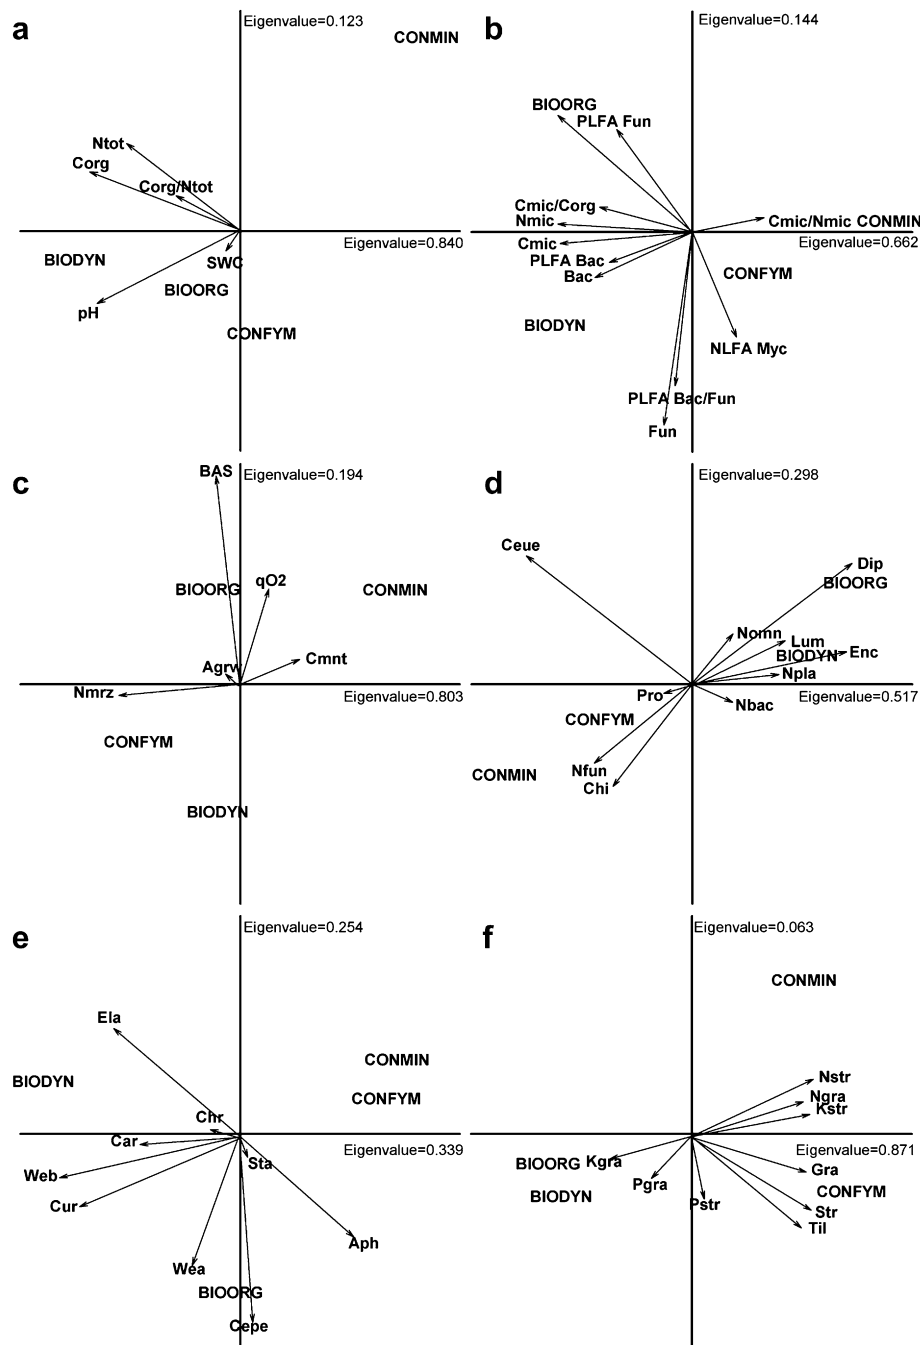 a
Eigenvalue=0.123
CONMIN
Ntot
Corg
Corg/Ntot
Eigenvalue=0.840
BIODYN
SWC
BIOORG
pH
CONFYM
b
Eigenvalue=0.144
BIOORG
PLFA Fun
Cmic/Corg
Nmic
Cmic/Nmic CONMIN
Cmic
Eigenvalue=0.662
PLFA Bac
Bac
CONFYM
BIODYN
NLFA Myc
PLFA Bac/Fun
Fun
c
BAS
Eigenvalue=0.194
BIOORG
qO2
CONMIN
Agrw
Cmnt
Nmrz
Eigenvalue=0.803
CONFYM
BIODYN
d
Eigenvalue=0.298
Ceue
Dip
BIOORG
Nomn
Lum
BIODYN
Enc
Npla
Pro
Nbac
Eigenvalue=0.517
CONFYM
CONMIN
Nfun
Chi
e
Eigenvalue=0.254
Ela
BIODYN
CONMIN
CONFYM
Chr
Car
Eigenvalue=0.339
Sta
Web
Cur
Aph
Wea
BIOORG
Cepe
f
Eigenvalue=0.063
CONMIN
Nstr
Ngra
Kstr
Eigenvalue=0.871
BIOORG
Kgra
Gra
Pgra
BIODYN
CONFYM
Pstr
Str
Til